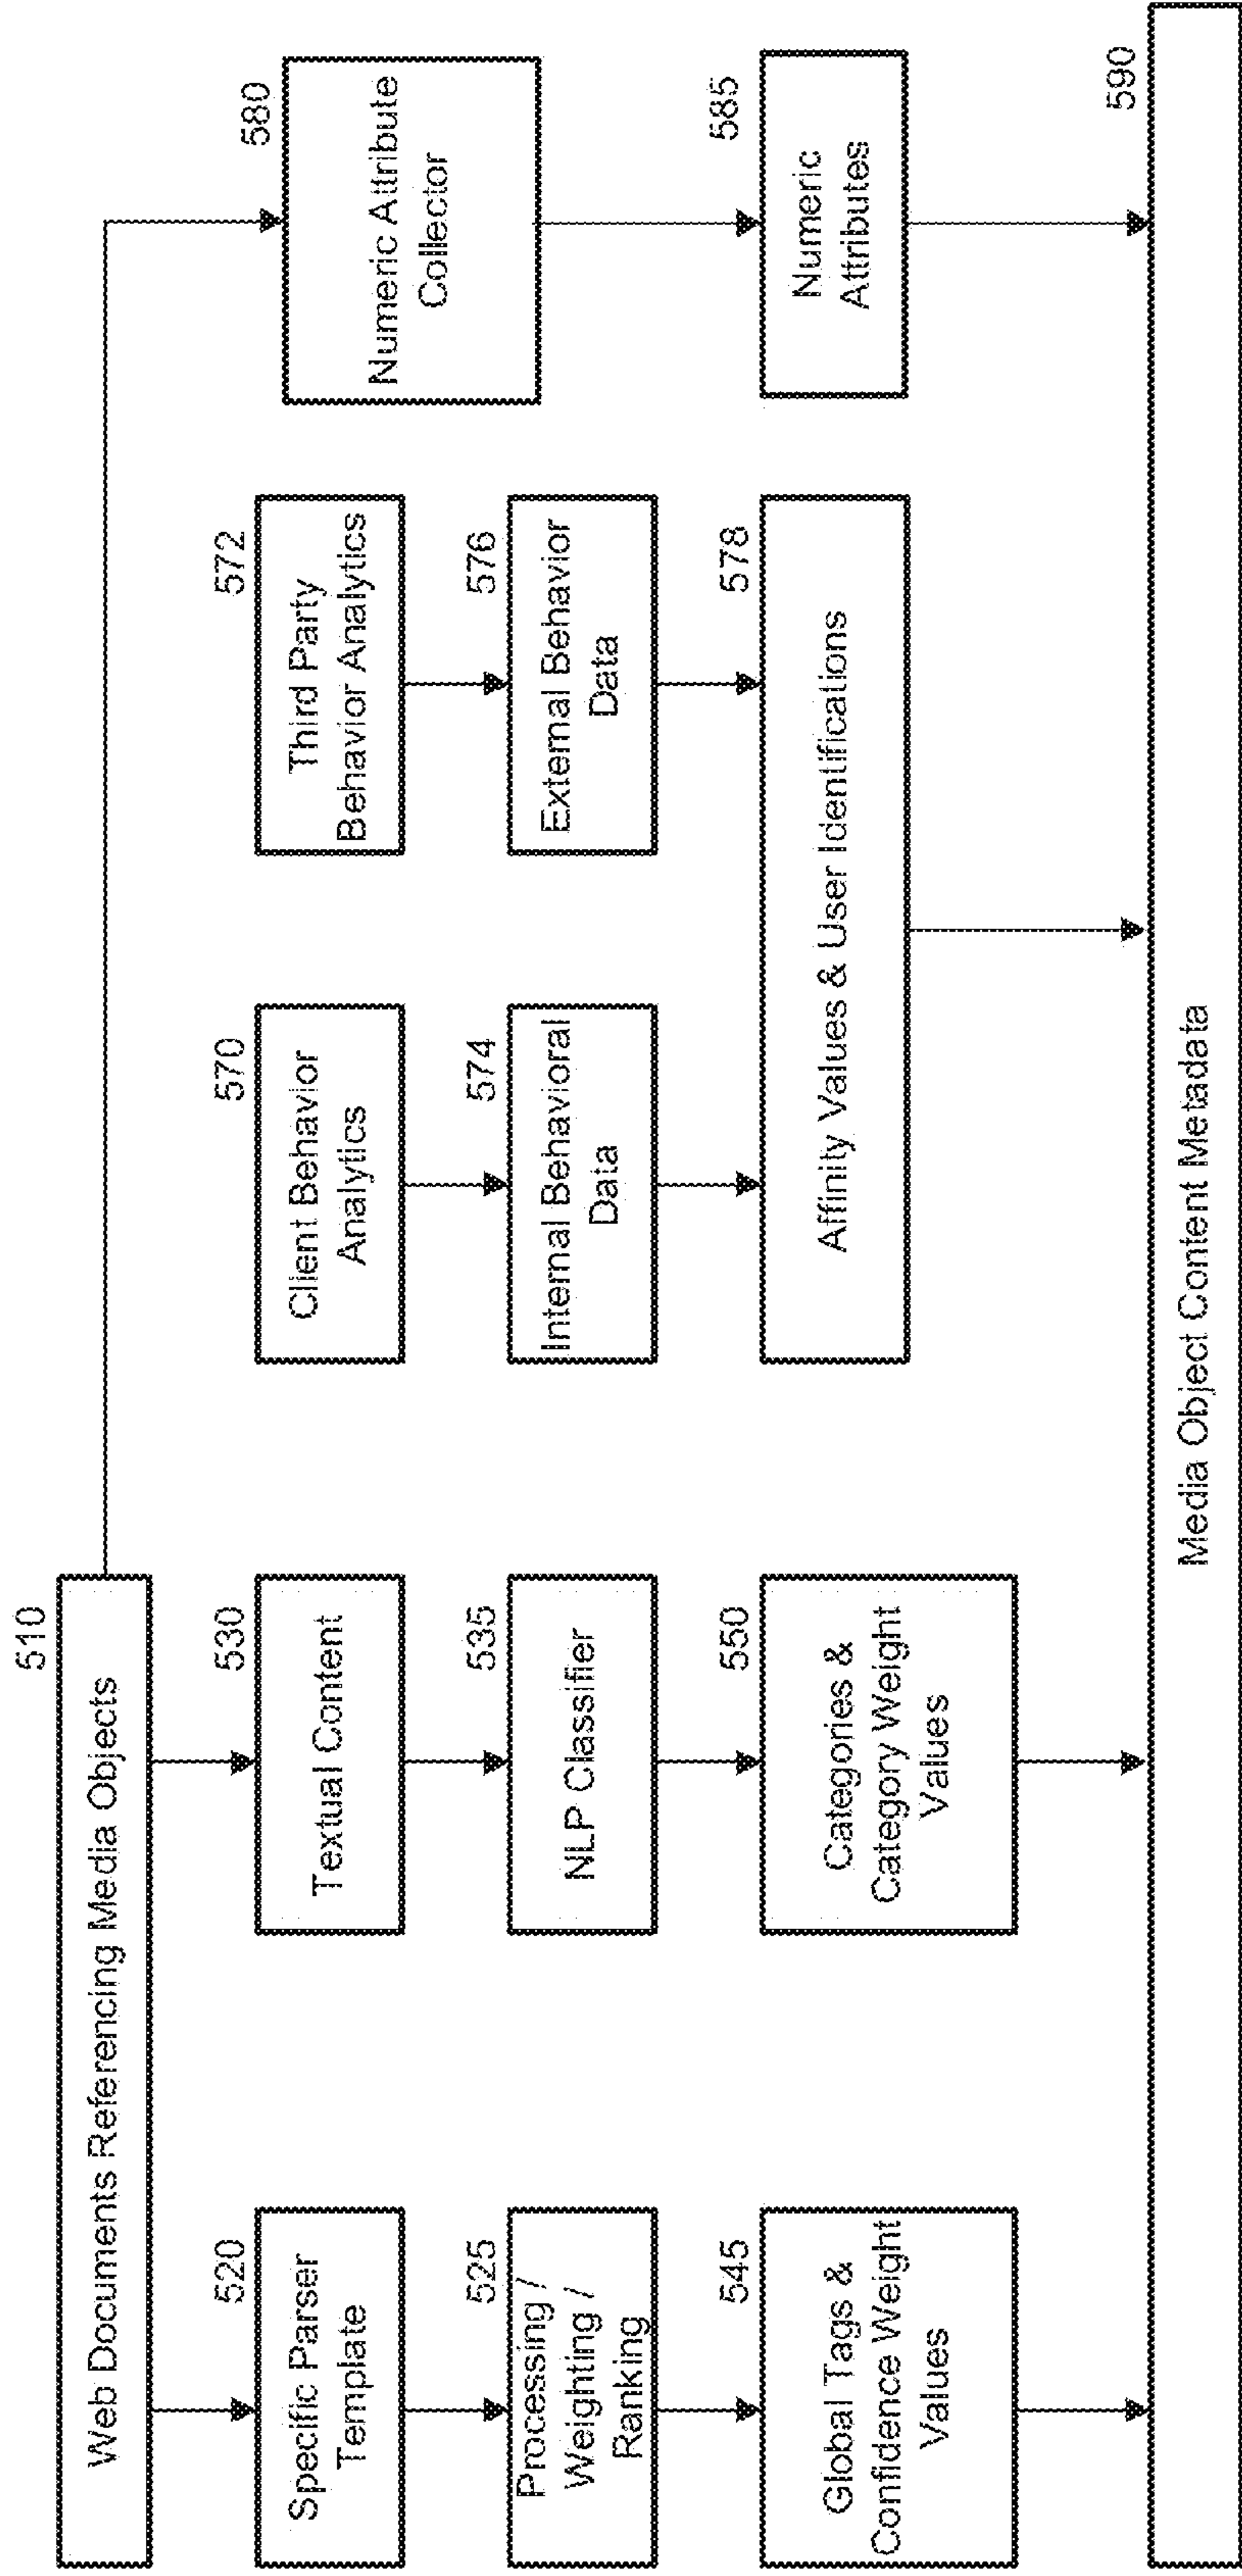 510
Web Documents Referencing Media Objects
520
Specific Parser
Template
530
Textual Content
570
Client Behavior
Analytics
572
Third Party
Behavior Analytics
580
Numeric Attribute
Collector
525
Processing /
Weighting /
Ranking
535
NLP Classifier
574
Internal Behavioral
Data
576
External Behavior
Data
545
Global Tags &
Confidence Weight
Values
550
Categories &
Category Weight
Values
578
Affinity Values & User Identifications
585
Numeric
Attributes
590
Media Object Content Metadata